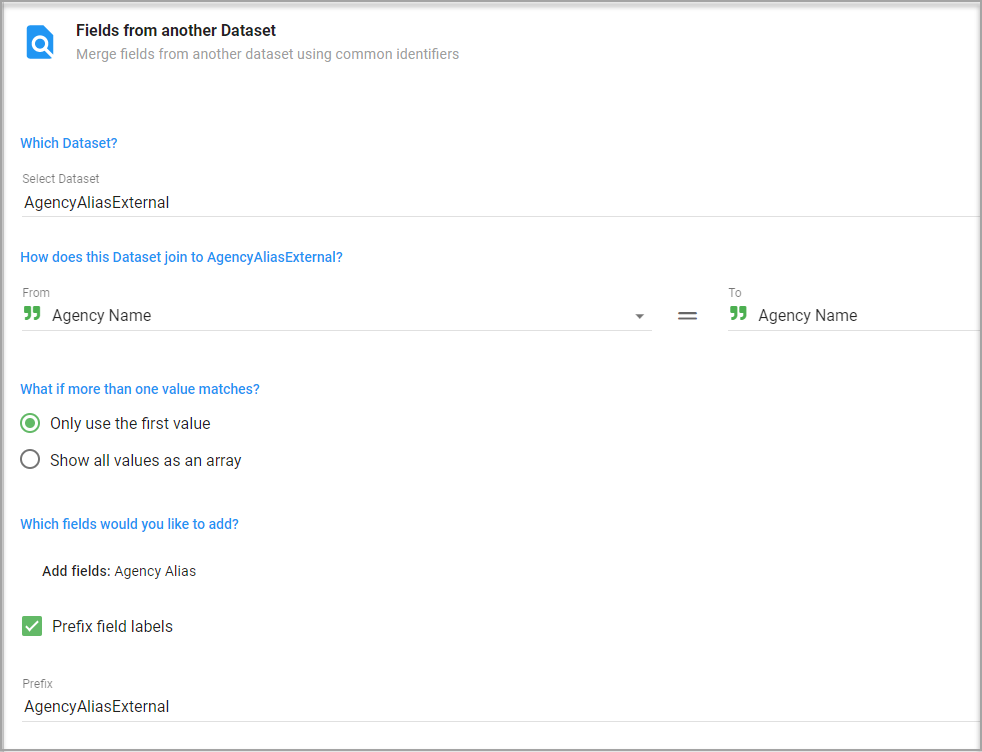 Fields from another Dataset
Merge fields from another dataset using common identifiers
Which Dataset?
Select Dataset
AgencyAliasExternal
How does this Dataset join to AgencyAliasExternal?
From
To
Agency Name
Agency Name
What if more than one value matches?
Only use the first value
Show all values as an array
Which fields would you like to add?
Add fields: Agency Alias
Prefix field labels
Prefix
AgencyAliasExternal